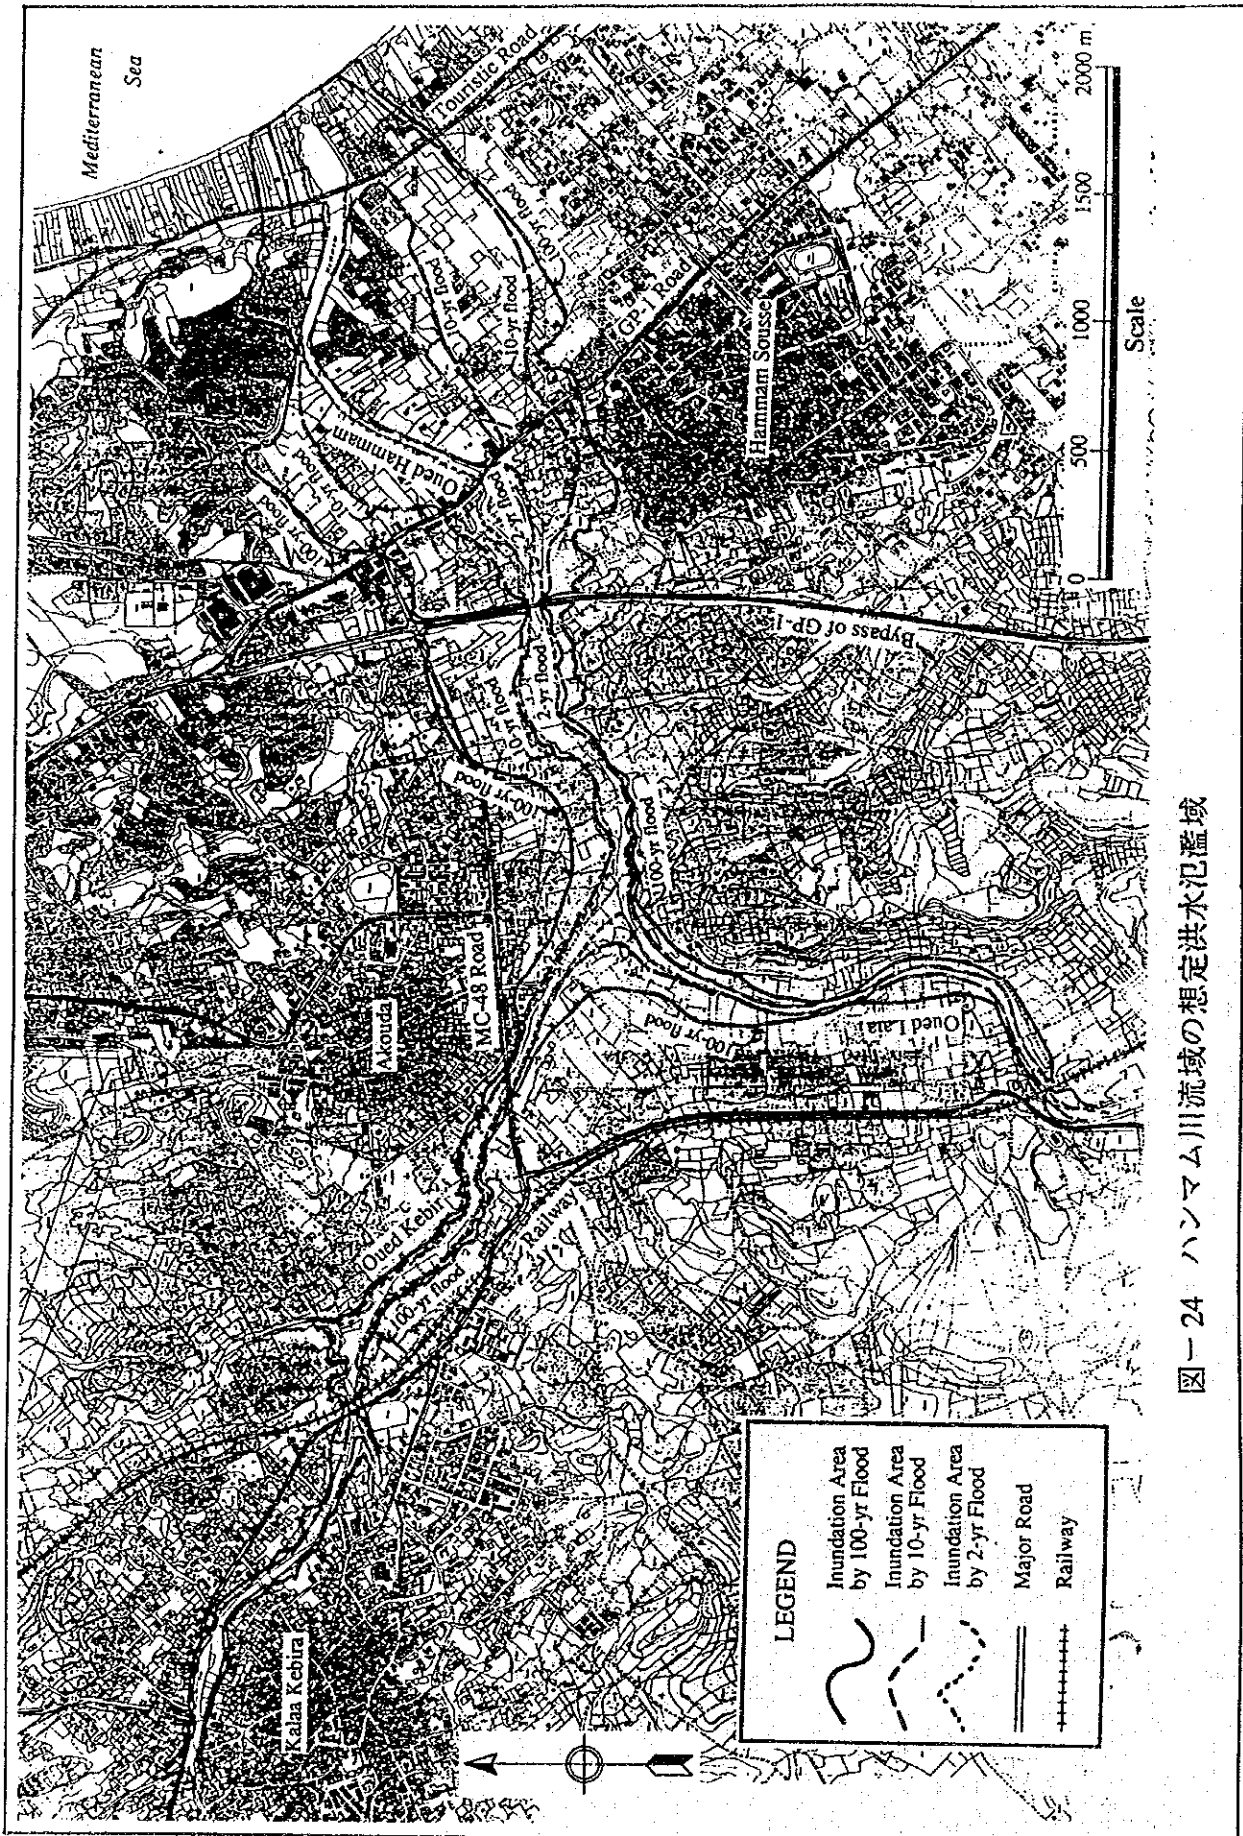 Mediterranean
Sea
Touristic Road
100-yr flood
10-yr flood
10-yr flood
GP-1 Road
Hammam Sousse
Oued Hammam
10-yr flood
100-yr flood
Bypass of GP-1
2-yr flood
10-yr flood
100-yr flood
100-yr flood
Akouda
MC-48 Road
100-yr flood
Oued Laia
Oued Kebir
Railway
100-yr flood
Kalaa Kebira
0 500 1000 1500 2000 m
Scale
LEGEND
Inundation Area
by 100-yr Flood
Inundation Area
by 10-yr Flood
Inundation Area
by 2-yr Flood
Major Road
Railway
図－24 ハンマム川流域の想定洪水氾濫域